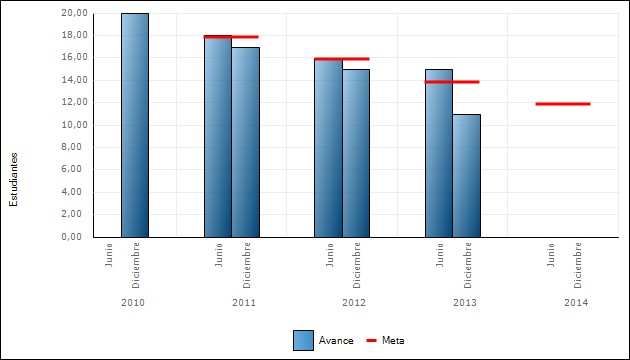 20,00
18,00
16,00
14,00
12,00
10,00
8,00
6,00
4,00
2,00
0,00
Estudiantes
Junio Diciembre Junio Diciembre Junio Diciembre Junio Diciembre Junio Diciembre
2010 2011 2012 2013 2014
Avance Meta